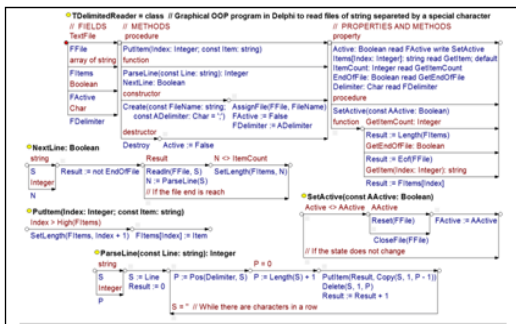 TDelimitedReader = class // Graphical OOP program in Delphi to read files of string separeted by a special character
// FIELDS
TextFile
FFile
array of string
FItems
Boolean
FActive
Char
FDelimiter
// METHODS
procedure
PutItem(Index: Integer; const Item: string)
function
ParseLine(const Line: string): Integer
NextLine: Boolean
constructor
Create(const FileName: string;
const ADelimiter: Char = ';')
AssignFile(FFile, FileName)
FActive := False
FDelimiter := ADelimiter
destructor
Destroy
Active := False
// PROPERTIES AND METHODS
property
Active: Boolean read FActive write SetActive
Items[Index: Integer]: string read GetItem; default
ItemCount: Integer read GetItemCount
EndOfFile: Boolean read GetEndOfFile
Delimiter: Char read FDelimiter
procedure
SetActive(const AActive: Boolean)
function GetItemCount: Integer
Result := Length(FItems)
GetEndOfFile: Boolean
Result := Eof(FFile)
GetItem(Index: Integer): string
Result := FItems[Index]
NextLine: Boolean
string
S
Integer
N
Result := not EndOfFile
Result
Readln(FFile, S)
N := ParseLine(S)
// If the file end is reach
N <> ItemCount
SetLength(FItems, N)
PutItem(Index: Integer; const Item: string)
Index > High(FItems)
SetLength(FItems, Index + 1)
FItems[Index] := Item
SetActive(const AActive: Boolean)
Active <> AActive
AActive
Reset(FFile)
CloseFile(FFile)
FActive := AActive
// If the state does not change
ParseLine(const Line: string): Integer
string
S
Integer
P
S := Line
Result := 0
P := Pos(Delimiter, S)
P = 0
P := Length(S) + 1
PutItem(Result, Copy(S, 1, P - 1))
Delete(S, 1, P)
Result := Result + 1
S = '' // While there are characters in a row